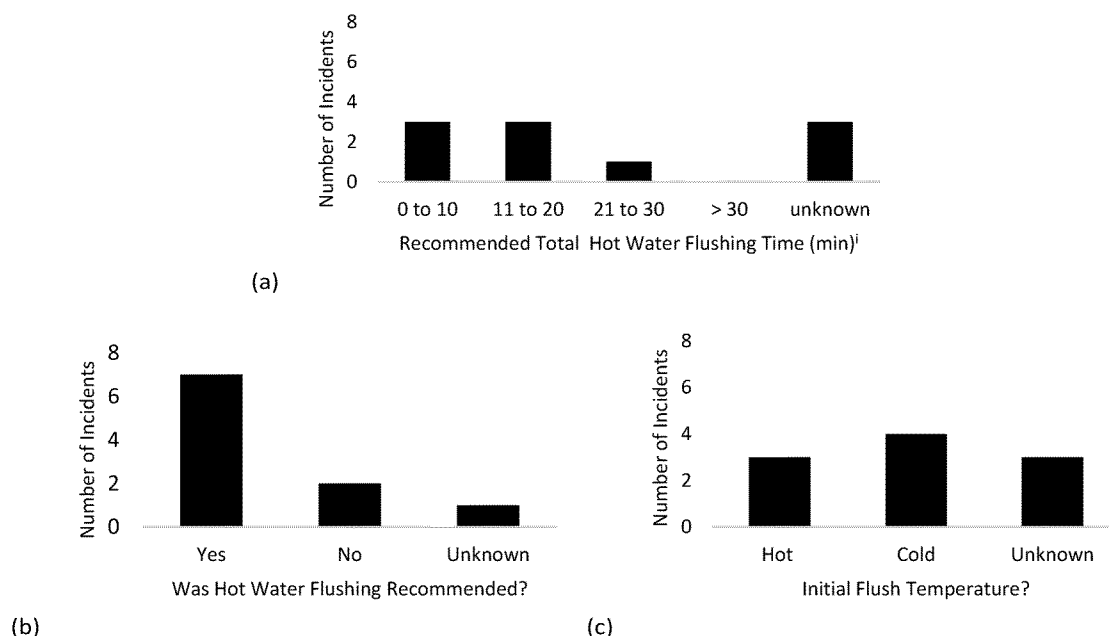 Number of Incidents
8
6
4
2
0
0 to 10 11 to 20 21 to 30 > 30 unknown
Recommended Total Hot Water Flushing Time (min)ⁱ
(a)
Number of Incidents
8
6
4
2
0
Yes No Unknown
Was Hot Water Flushing Recommended?
(b)
Number of Incidents
8
6
4
2
0
Hot Cold Unknown
Initial Flush Temperature?
(c)